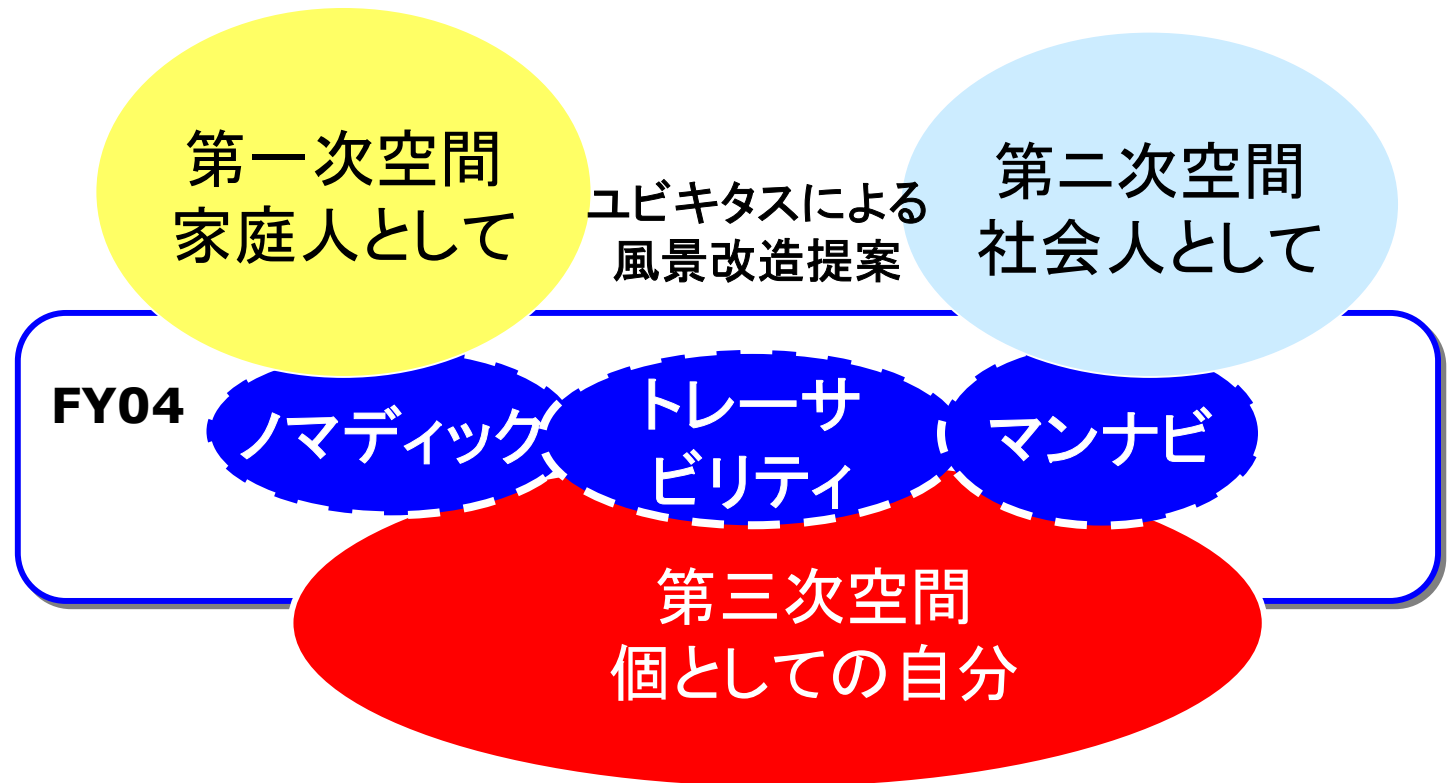 第一次空間
家庭人として
ユビキタスによる
風景改造提案
第二次空間
社会人として
FY04
ノマディック
トレーサ
ビリティ
マンナビ
第三次空間
個としての自分